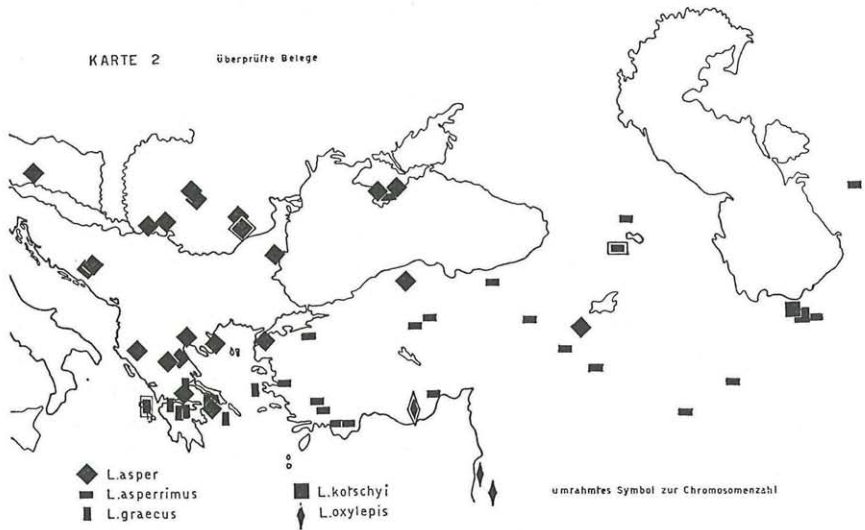 KARTE 2 überprüfte Belege
L.asper
L.asperrimus
L.graecus
L.kotschyi
L.oxylepis
umrahmtes Symbol zur Chromosomenzahl